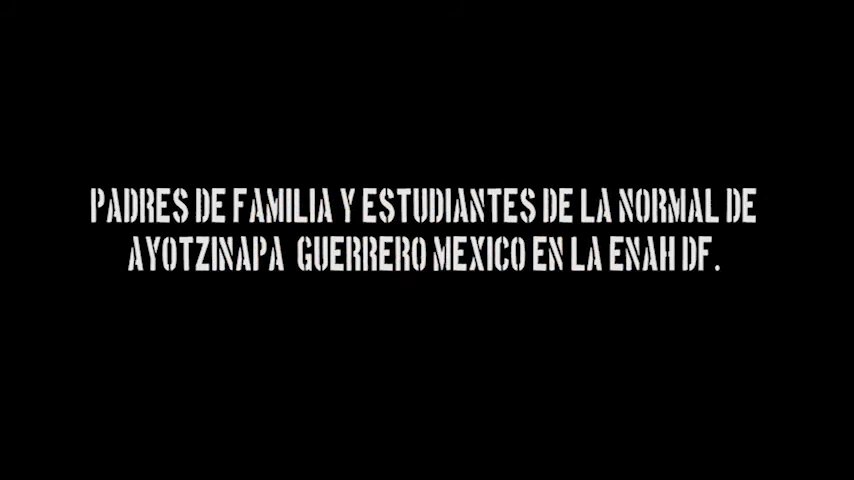 PADRES DE FAMILIA Y ESTUDIANTES DE LA NORMAL DE
AYOTZINAPA GUERRERO MEXICO EN LA ENAH DF.